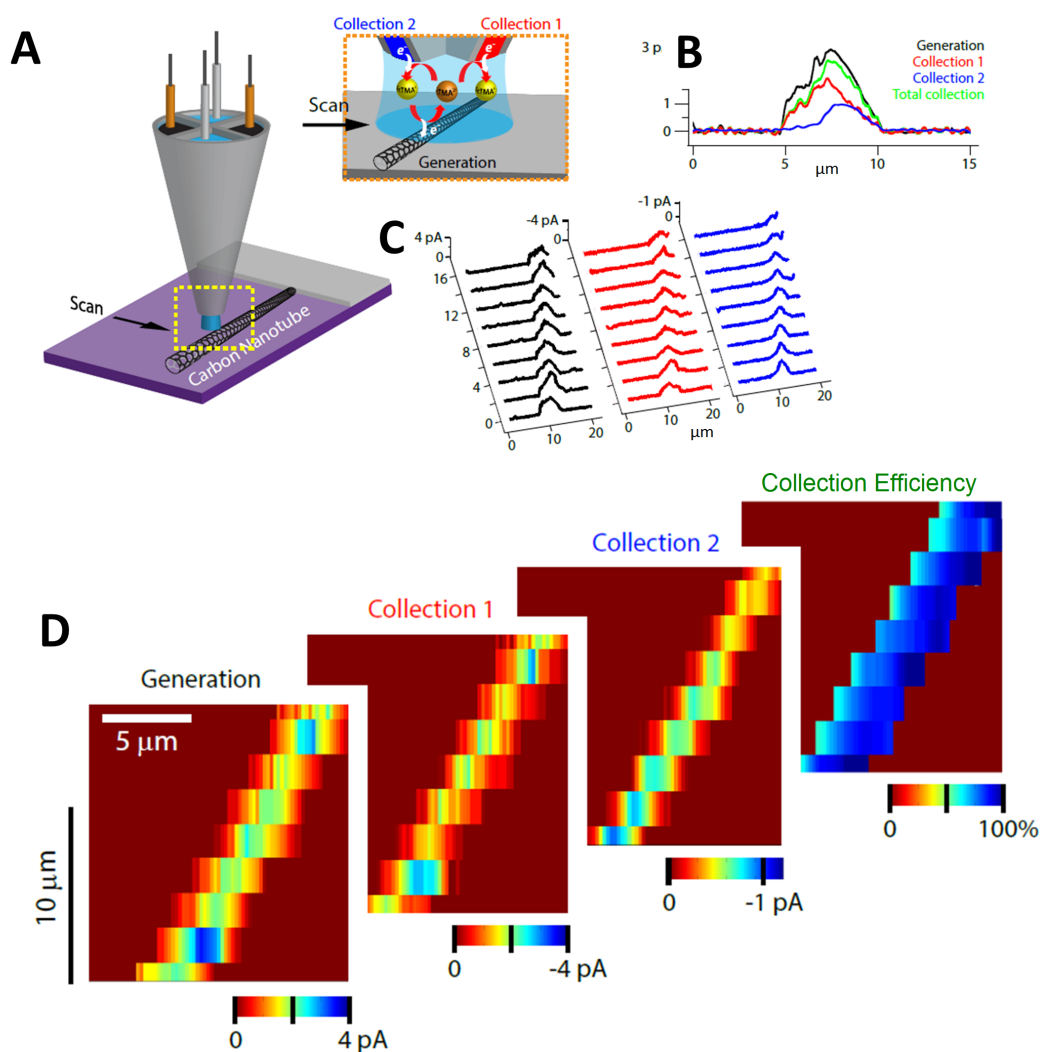 A
Scan
Carbon Nanotube
Collection 2
Collection 1
e⁻
e⁻
Scan
e⁻
Generation
B
3 p
1
0
Generation
Collection 1
Collection 2
Total collection
0
5
10
15
μm
C
4 pA
0
16
12
8
4
0
0
10
20
-4 pA
0
0
10
20
μm
-1 pA
0
0
10
20
D
Generation
5 μm
10 μm
0
4 pA
Collection 1
0
-4 pA
Collection 2
0
-1 pA
Collection Efficiency
0
100%